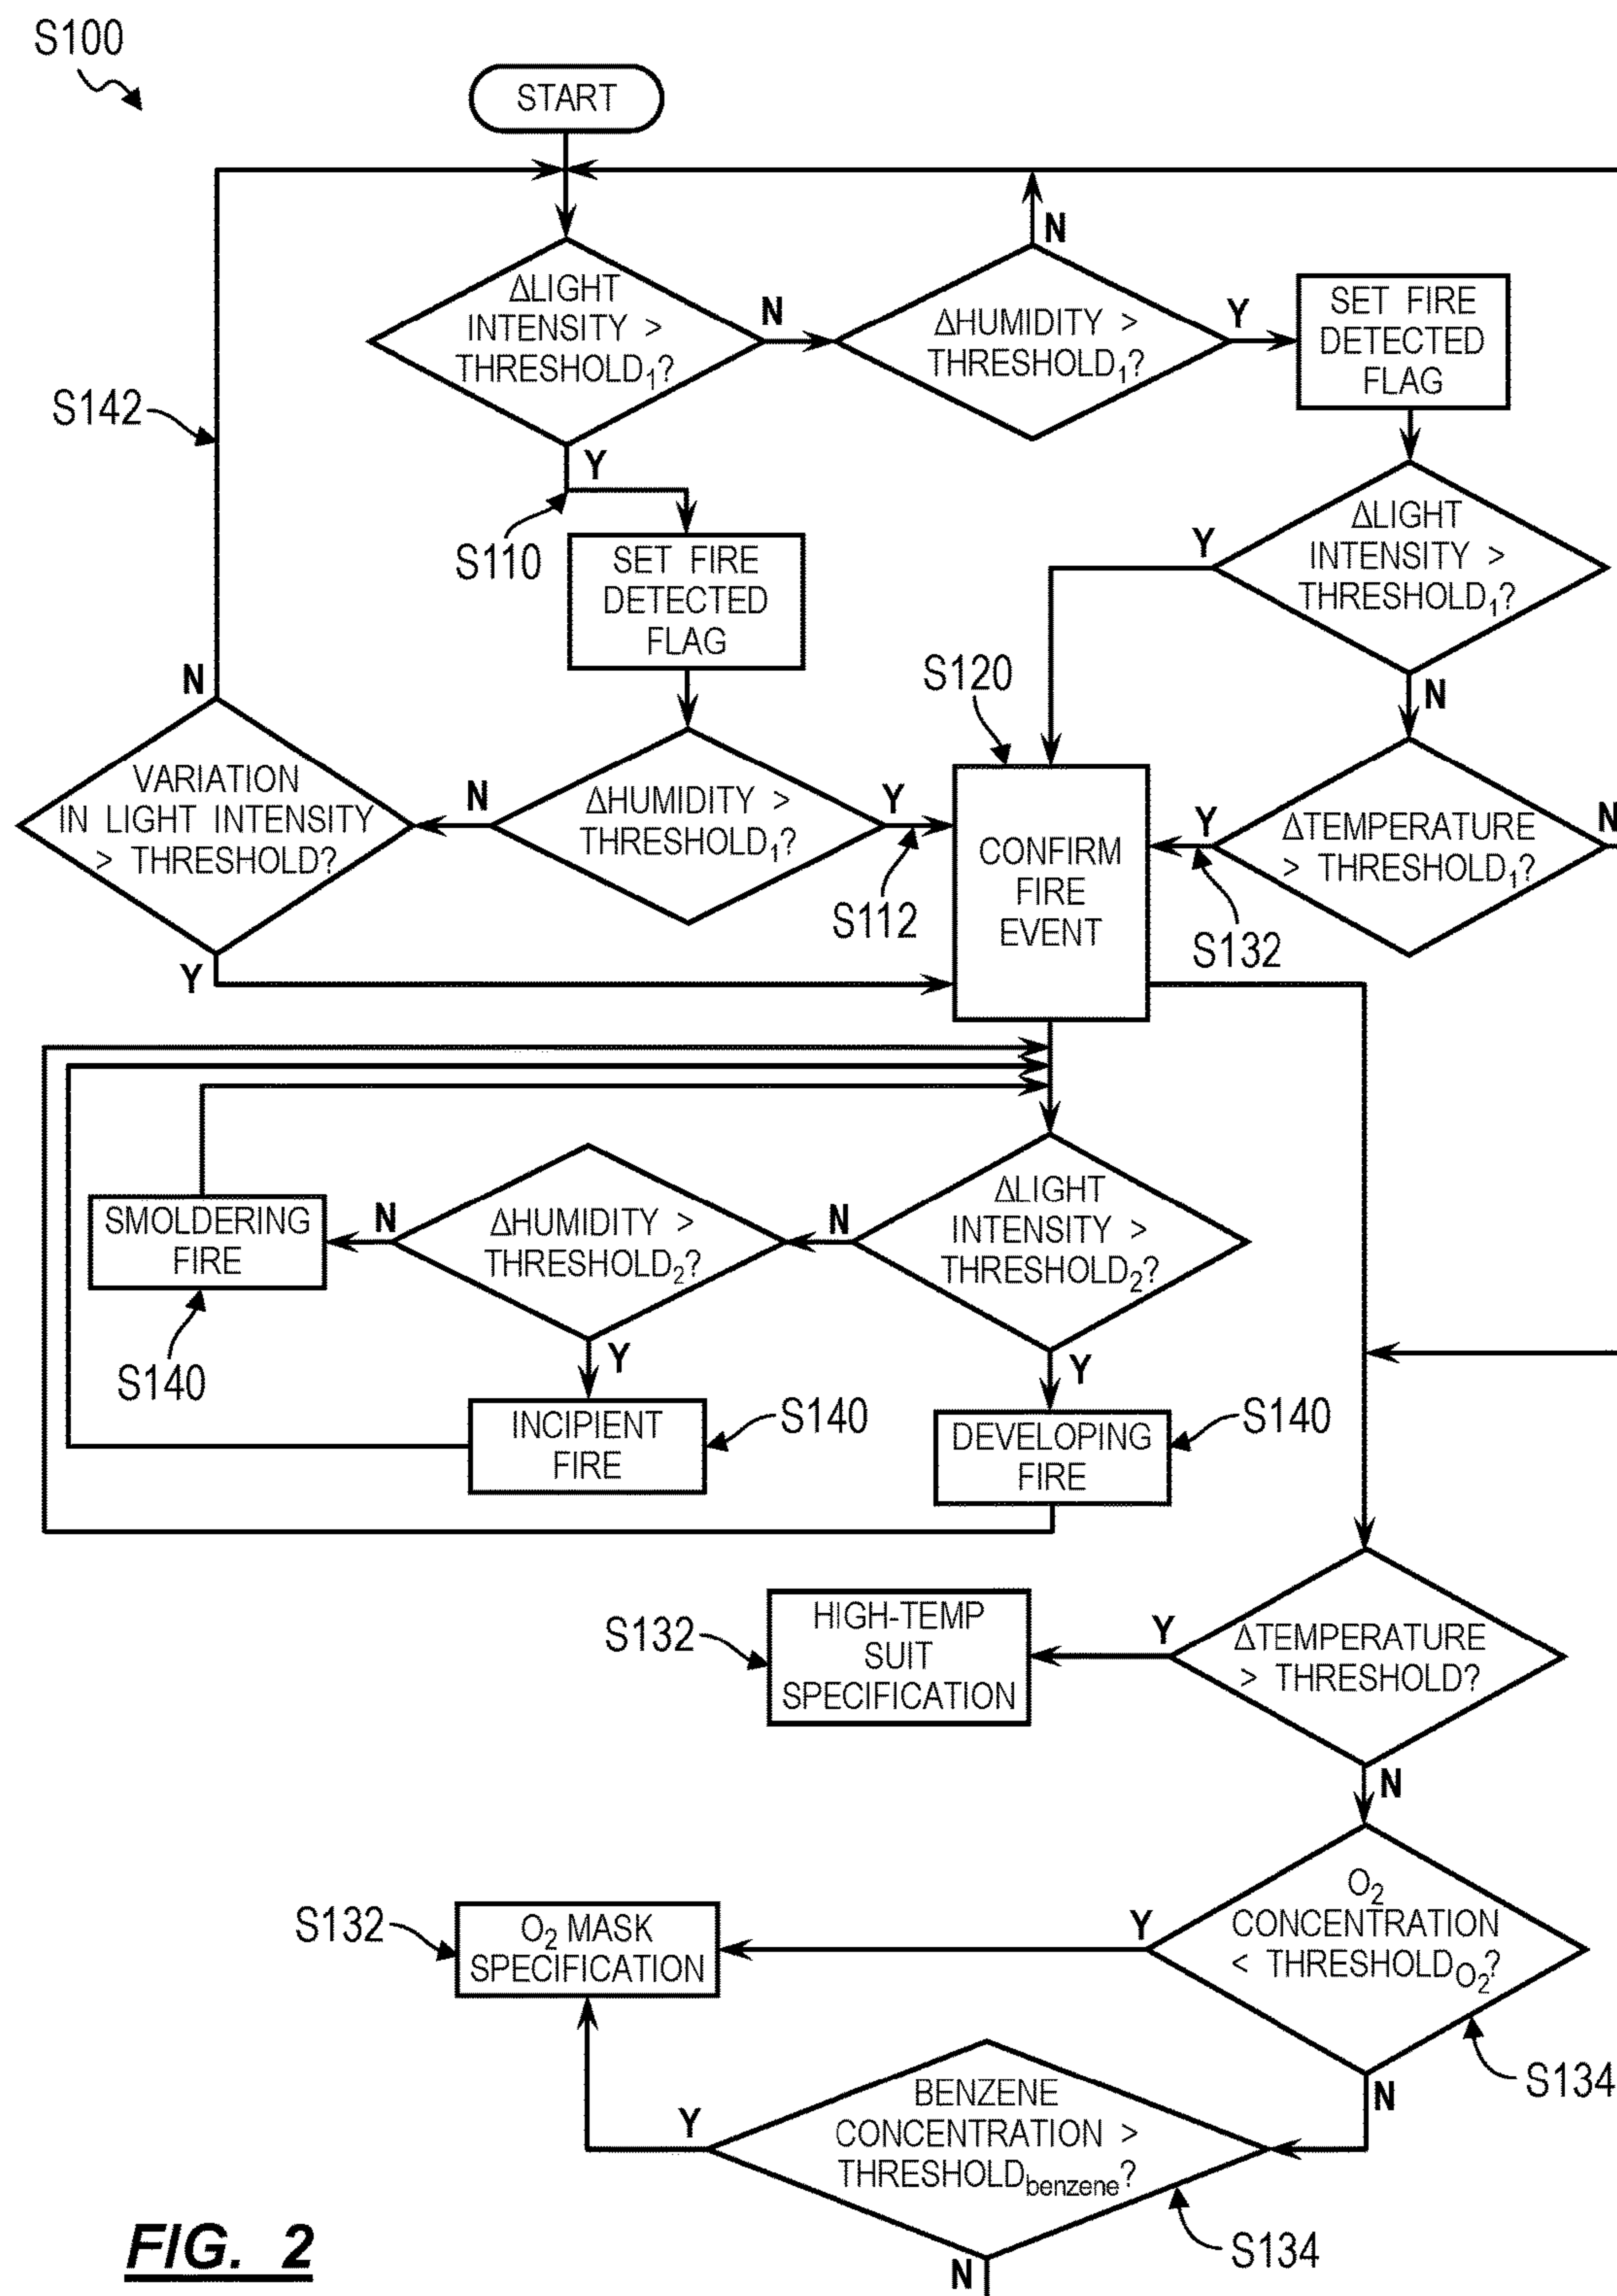 S100
START
ΔLIGHT
INTENSITY >
THRESHOLD₁?
N
ΔHUMIDITY >
THRESHOLD₁?
N
Y
SET FIRE
DETECTED
FLAG
S142
Y
S110
SET FIRE
DETECTED
FLAG
ΔLIGHT
INTENSITY >
THRESHOLD₁?
Y
N
S120
N
VARIATION
IN LIGHT INTENSITY
> THRESHOLD?
N
ΔHUMIDITY >
THRESHOLD₁?
Y
S112
CONFIRM
FIRE
EVENT
Y
ΔTEMPERATURE
> THRESHOLD₁?
N
S132
Y
SMOLDERING
FIRE
N
ΔHUMIDITY >
THRESHOLD₂?
N
ΔLIGHT
INTENSITY >
THRESHOLD₂?
S140
Y
Y
INCIPIENT
FIRE
S140
DEVELOPING
FIRE
S140
S132
HIGH-TEMP
SUIT
SPECIFICATION
Y
ΔTEMPERATURE
> THRESHOLD?
N
S132
O₂ MASK
SPECIFICATION
Y
O₂
CONCENTRATION
< THRESHOLD_O₂?
S134
N
Y
BENZENE
CONCENTRATION >
THRESHOLD_benzene?
S134
N
FIG. 2